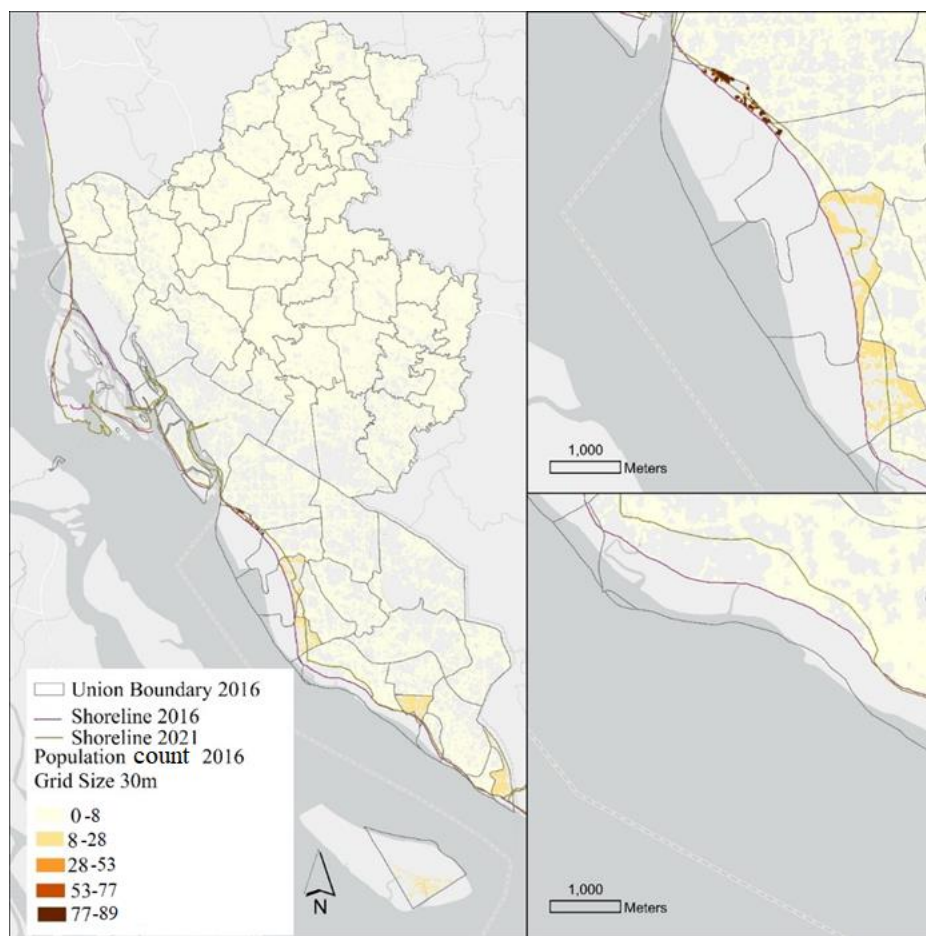 Union Boundary 2016
Shoreline 2016
Shoreline 2021
Population count 2016
Grid Size 30m
0-8
8-28
28-53
53-77
77-89
N
1,000
Meters
1,000
Meters